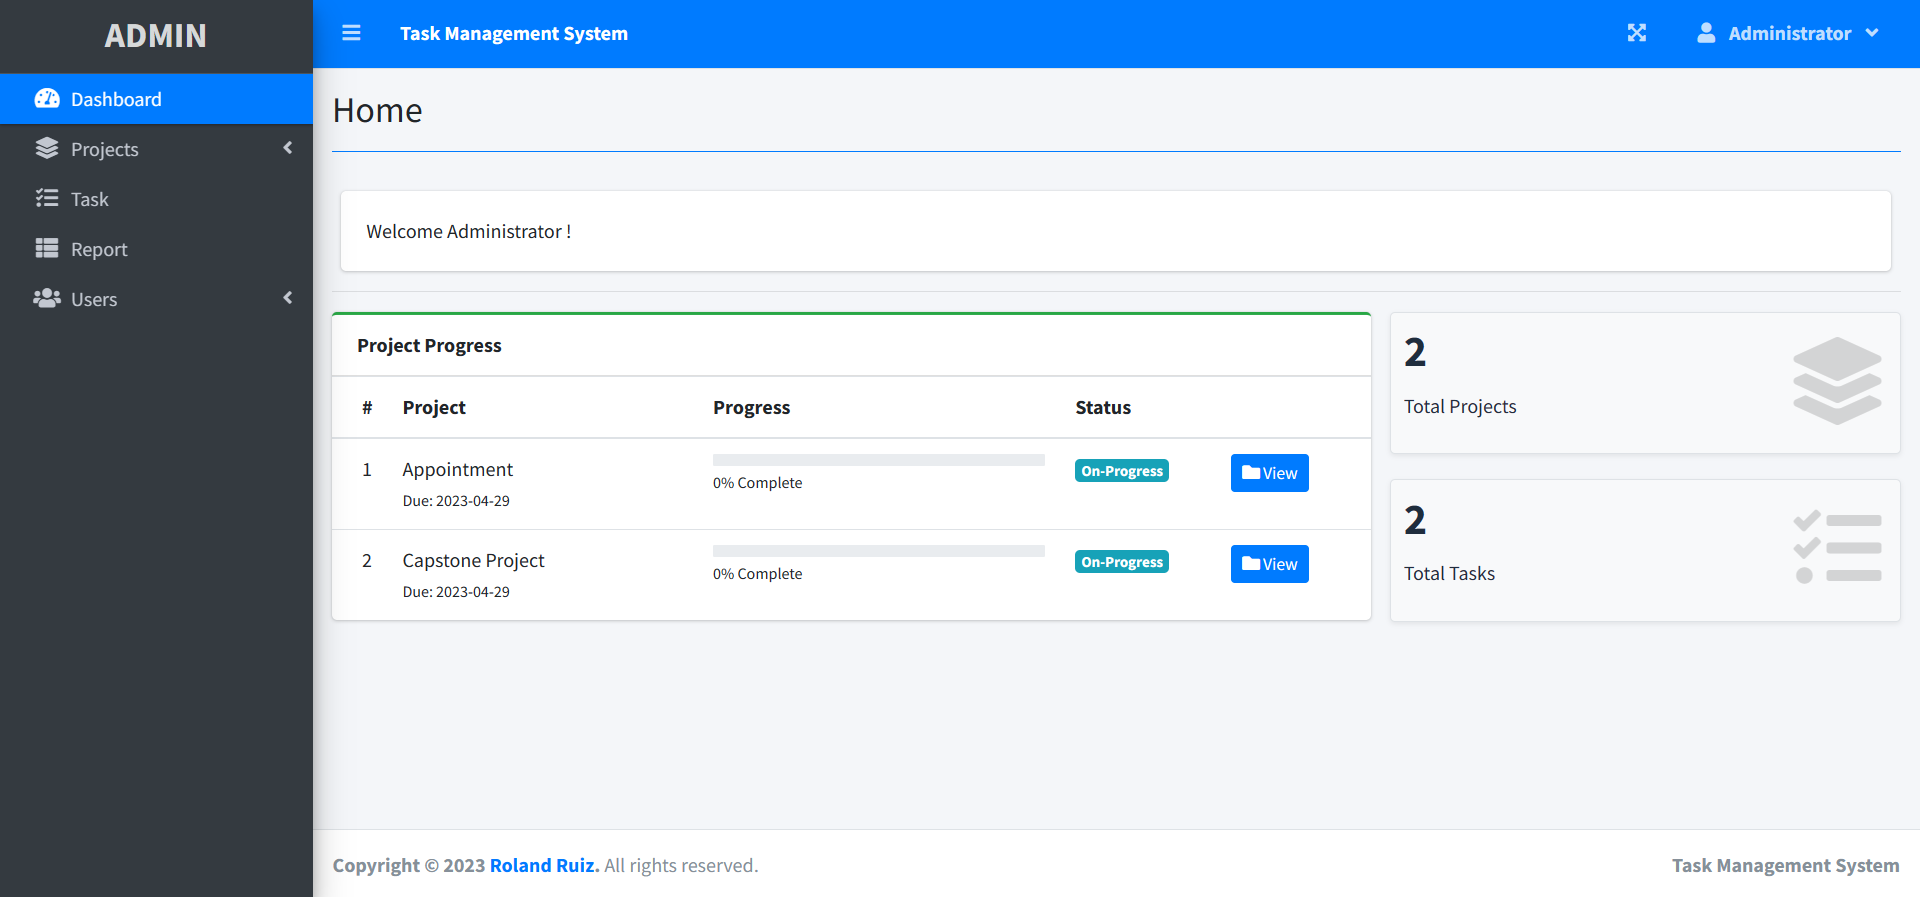 ADMIN
Task Management System
Administrator
Dashboard
Projects
Task
Report
Users
Home
Welcome Administrator !
Project Progress
# Project Progress Status
1 Appointment 0% Complete On-Progress View
Due: 2023-04-29
2 Capstone Project 0% Complete On-Progress View
Due: 2023-04-29
2
Total Projects
2
Total Tasks
Copyright © 2023 Roland Ruiz. All rights reserved.
Task Management System